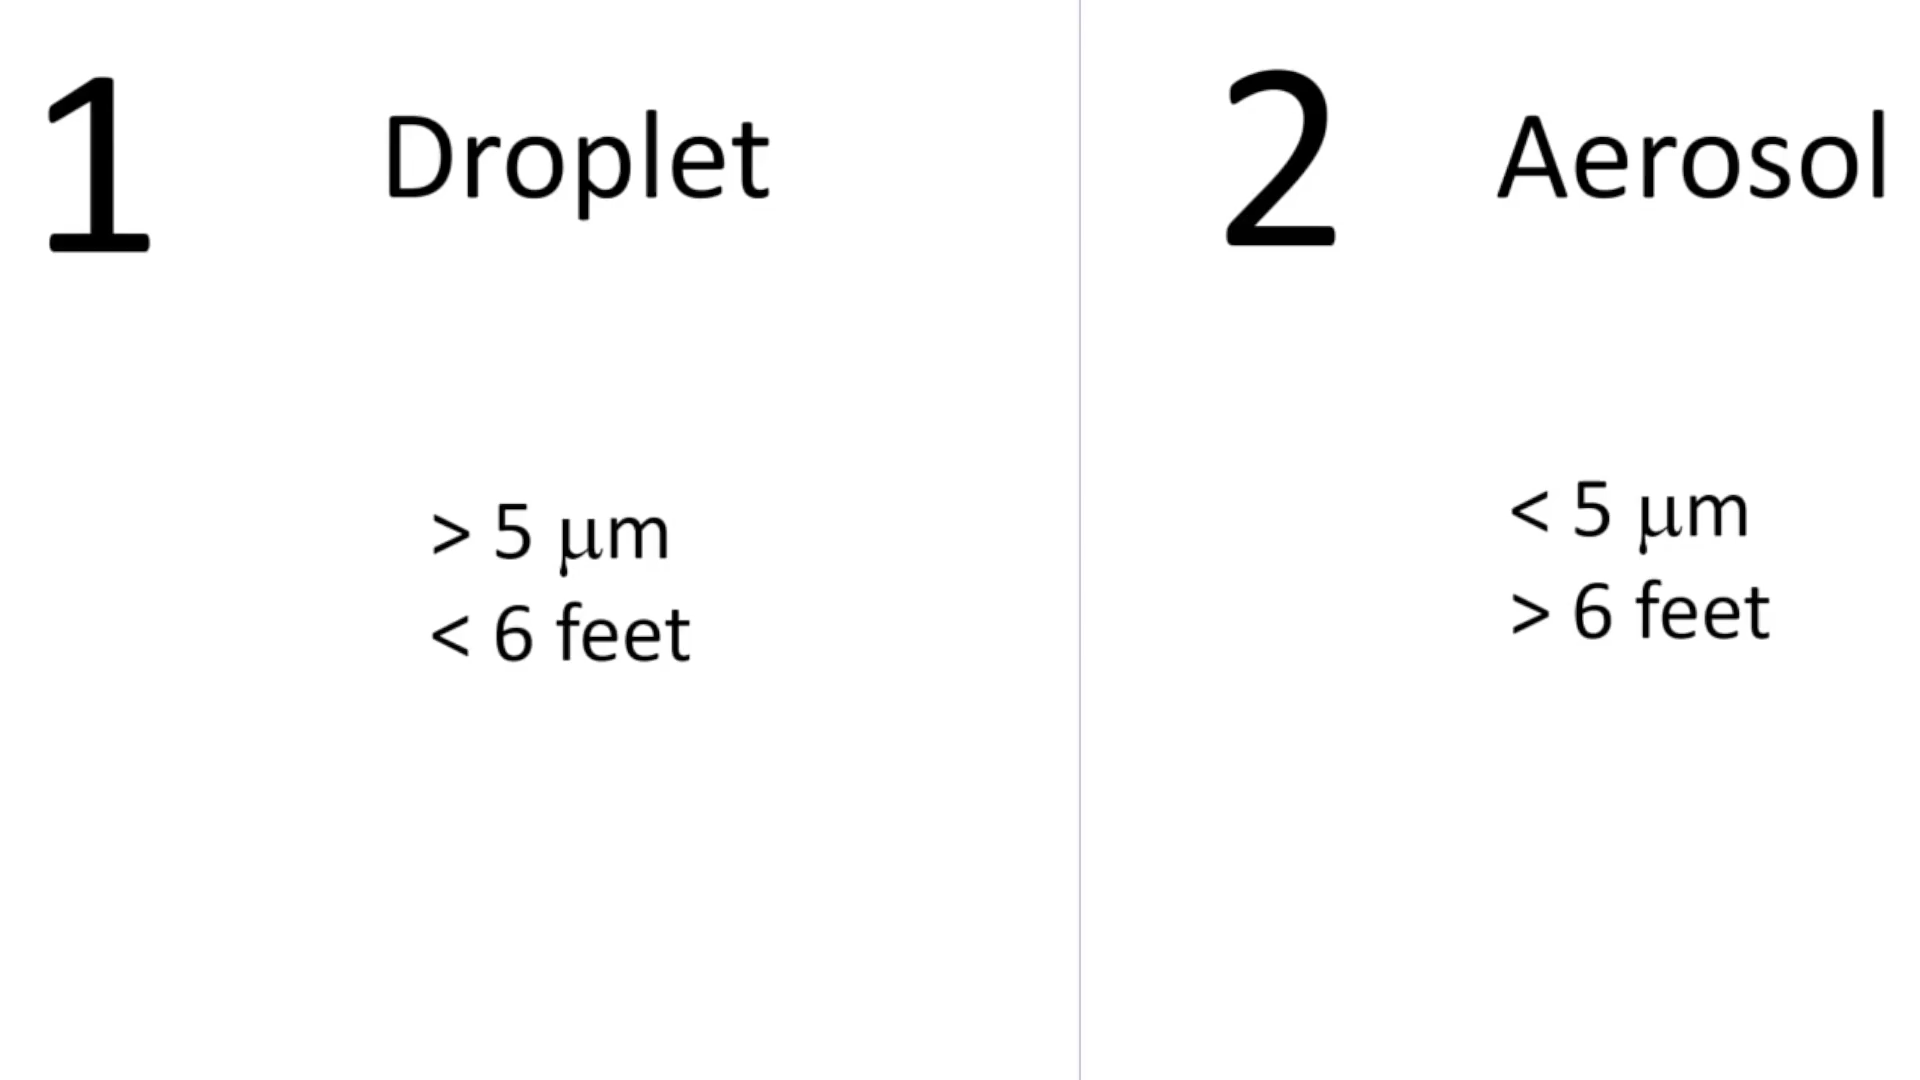 1 Droplet
> 5 μm
< 6 feet
2 Aerosol
< 5 μm
> 6 feet